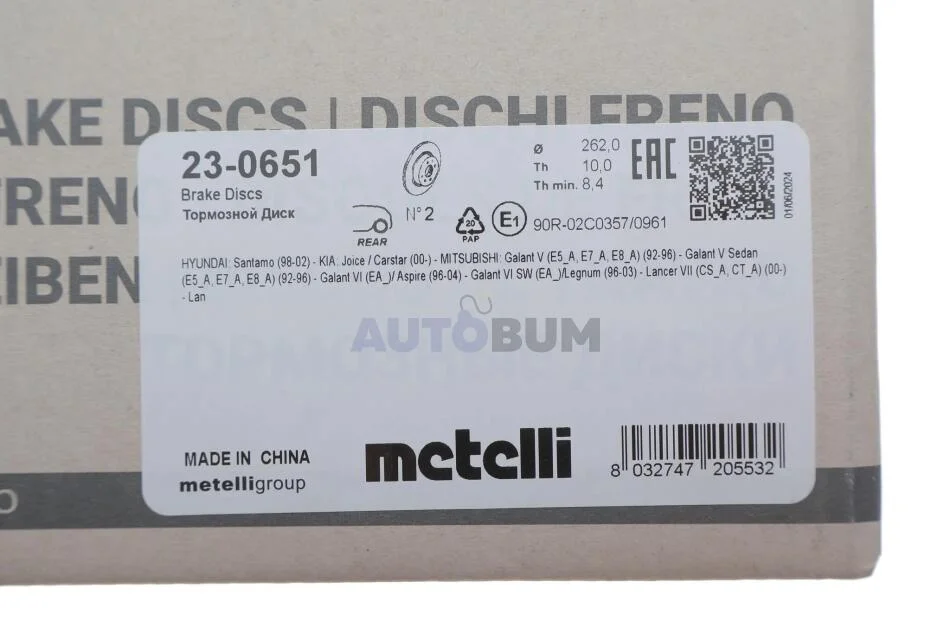 AKE DISCS | DISCHI FRENO
FREN
EIBEN
23-0651
Brake Discs
Тормозной Диск
REAR
N° 2
20
PAP
E1
90R-02C0357/0961
Ø 262,0
Th 10,0
Th min. 8,4
EAC
01/06/2024
HYUNDAI: Santamo (98-02) - KIA: Joice / Carstar (00-) - MITSUBISHI: Galant V (E5_A, E7_A, E8_A) (92-96) - Galant V Sedan
(E5_A, E7_A, E8_A) (92-96) - Galant VI (EA_)/ Aspire (96-04) - Galant VI SW (EA_)/Legnum (96-03) - Lancer VII (CS_A, CT_A) (00-)
- Lan
AUTOBUM
MADE IN CHINA
metelligroup
metelli
8 032747 205532